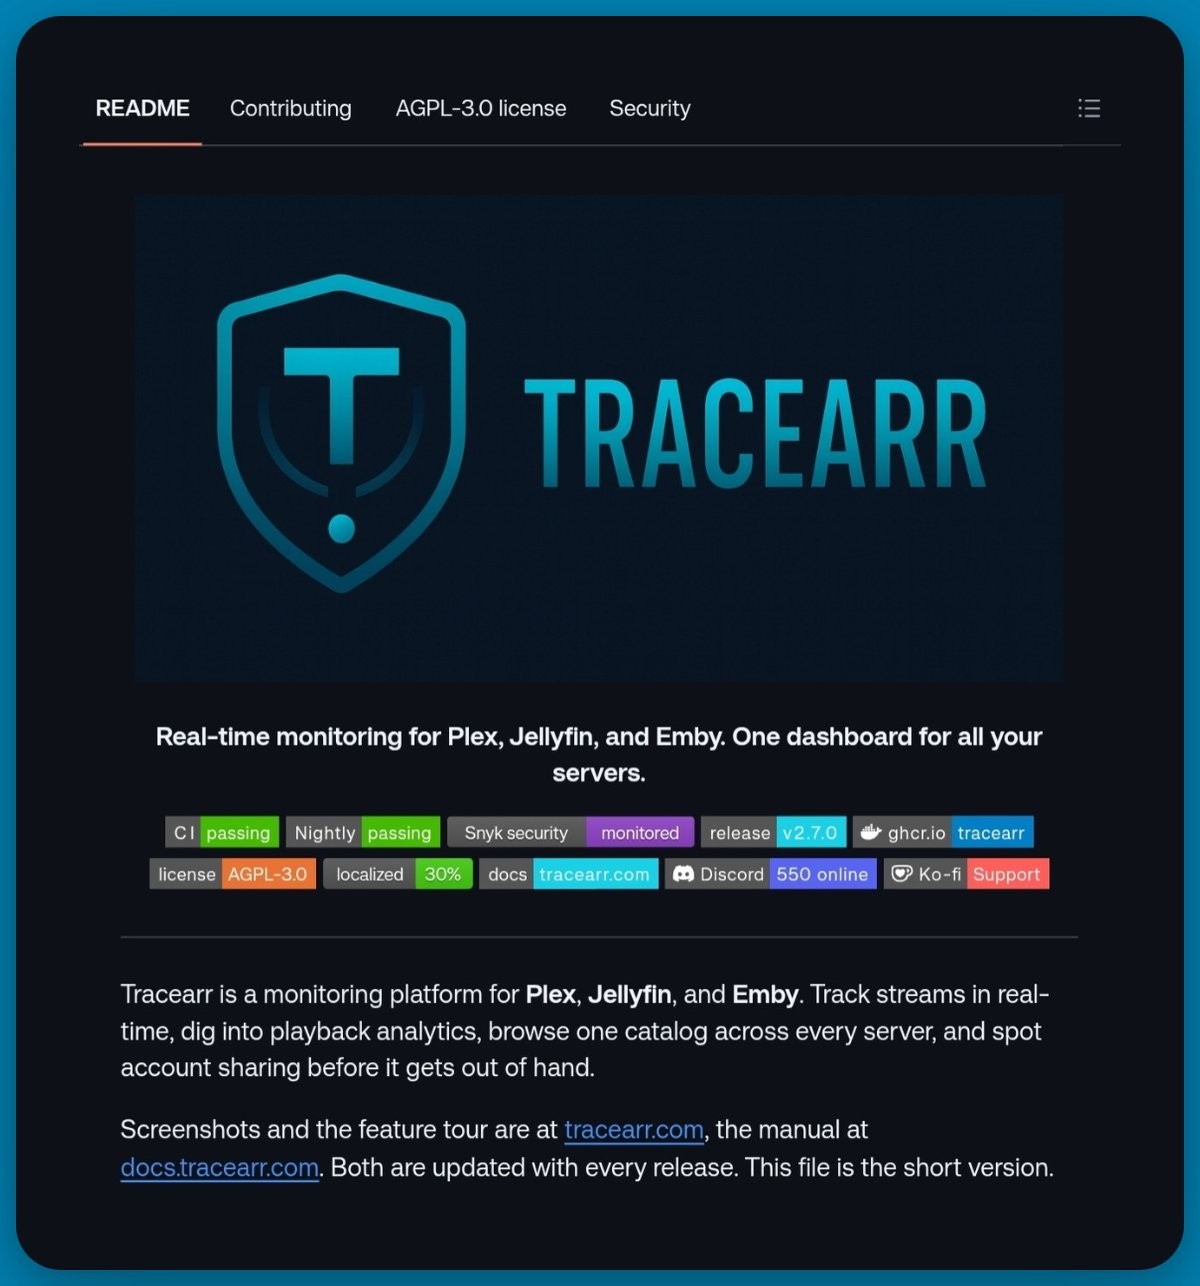 README Contributing AGPL-3.0 license Security
T
TRACEARR
Real-time monitoring for Plex, Jellyfin, and Emby. One dashboard for all your
servers.
CI passing Nightly passing Snyk security monitored release v2.7.0 ghcr.io tracearr
license AGPL-3.0 localized 30% docs tracearr.com Discord 550 online Ko-fi Support
Tracearr is a monitoring platform for Plex, Jellyfin, and Emby. Track streams in real-
time, dig into playback analytics, browse one catalog across every server, and spot
account sharing before it gets out of hand.
Screenshots and the feature tour are at tracearr.com, the manual at
docs.tracearr.com. Both are updated with every release. This file is the short version.